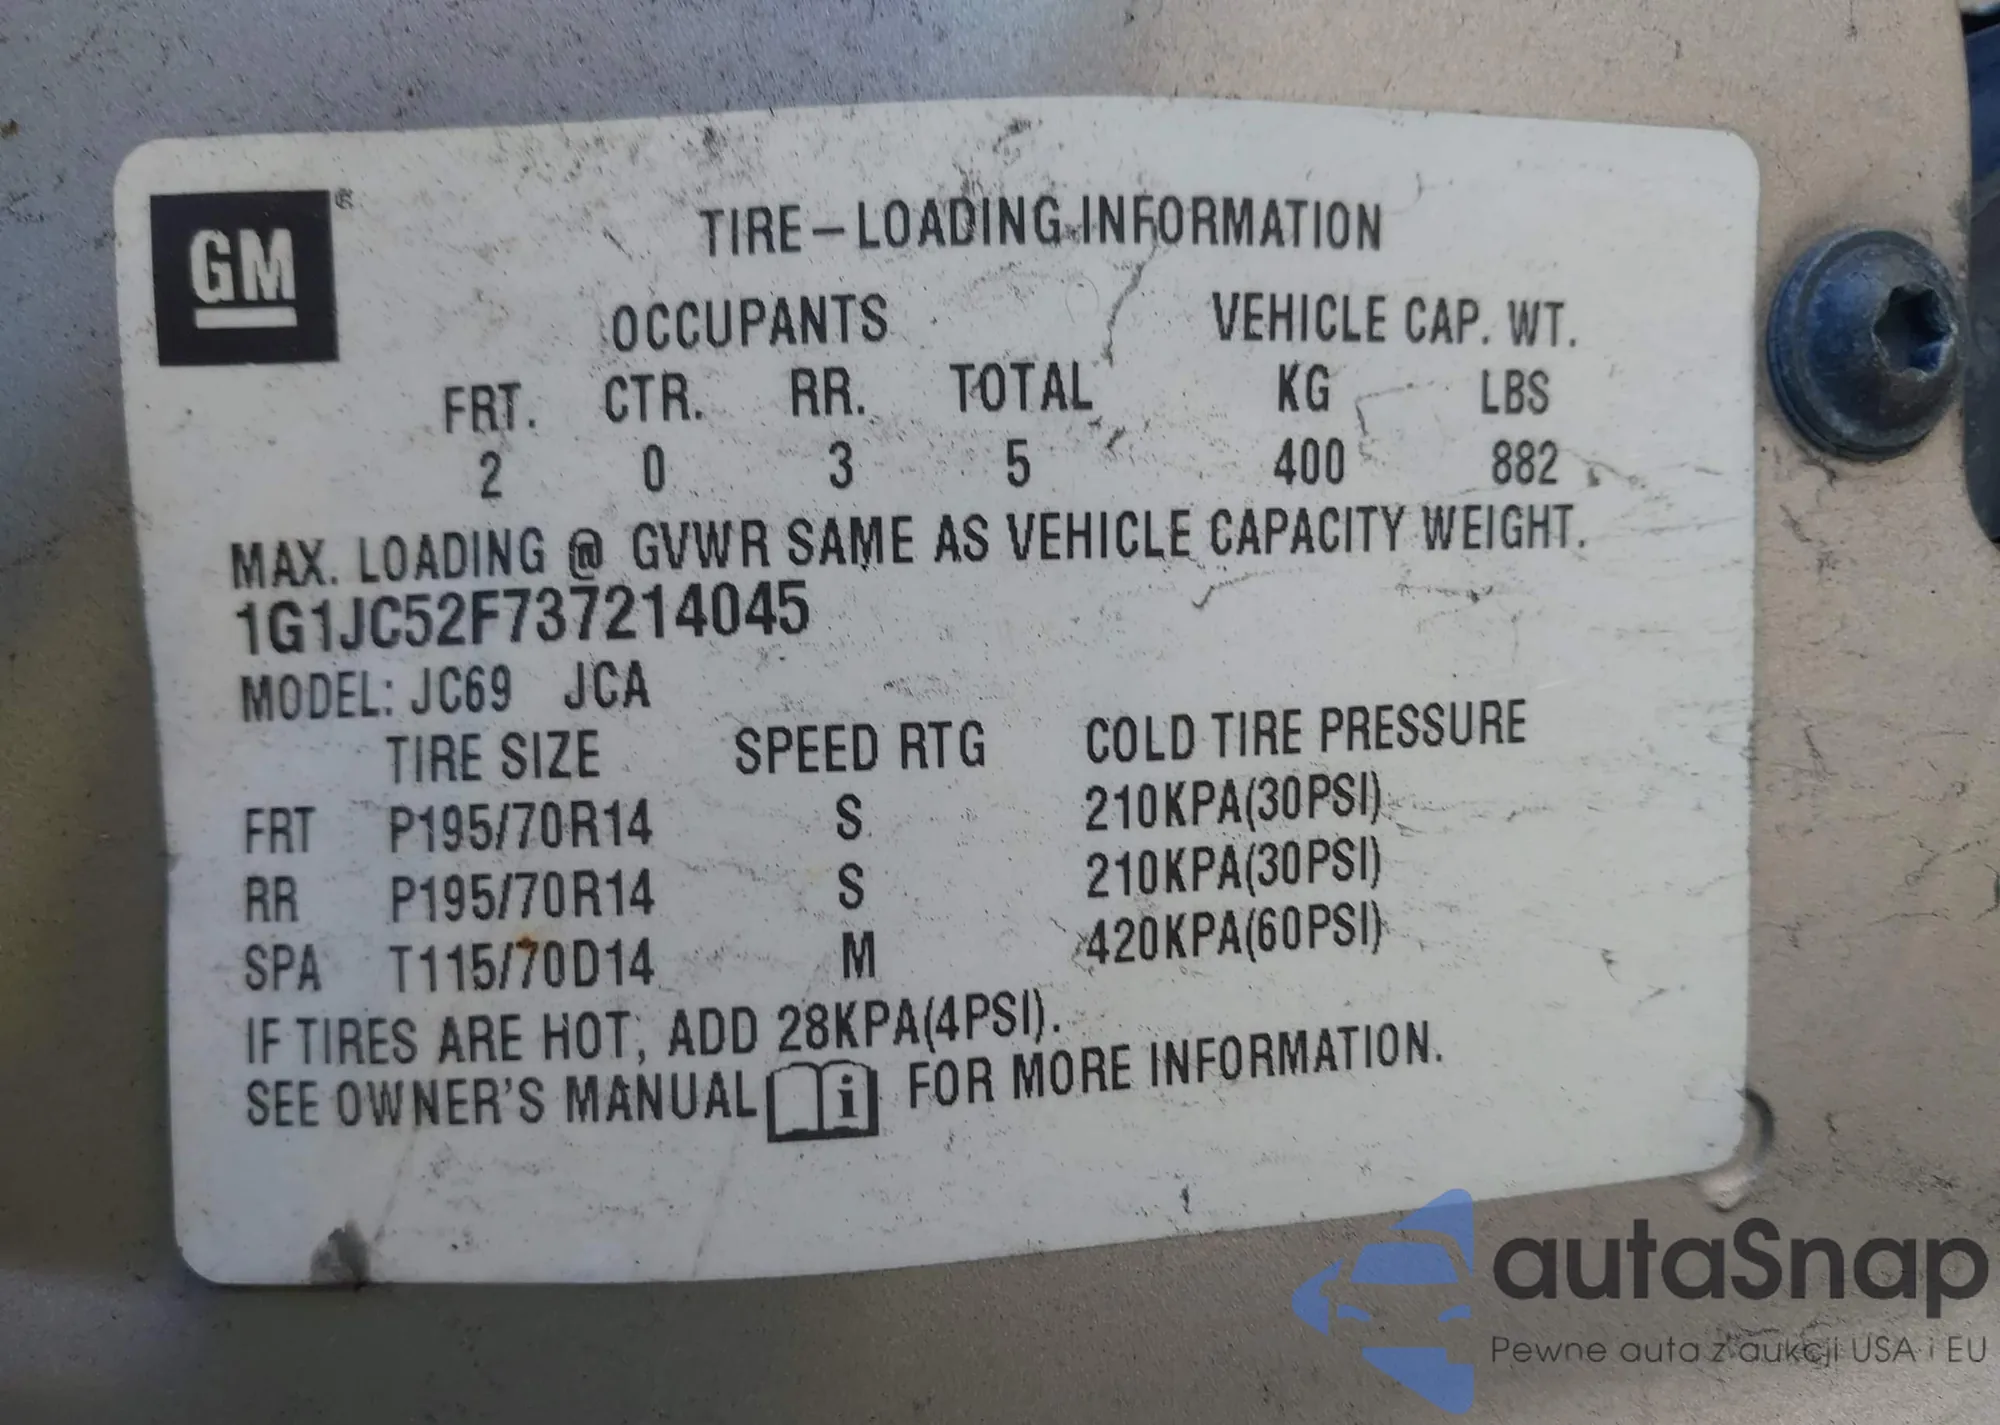 GM
TIRE-LOADING INFORMATION
OCCUPANTS VEHICLE CAP. WT.
FRT. CTR. RR. TOTAL KG LBS
2 0 3 5 400 882
MAX. LOADING @ GVWR SAME AS VEHICLE CAPACITY WEIGHT.
1G1JC52F737214045
MODEL: JC69 JCA
TIRE SIZE SPEED RTG COLD TIRE PRESSURE
FRT P195/70R14 S 210KPA(30PSI)
RR P195/70R14 S 210KPA(30PSI)
SPA T115/70D14 M 420KPA(60PSI)
IF TIRES ARE HOT, ADD 28KPA(4PSI).
SEE OWNER'S MANUAL i FOR MORE INFORMATION.
autaSnap
Pewne auta z aukcji USA i EU